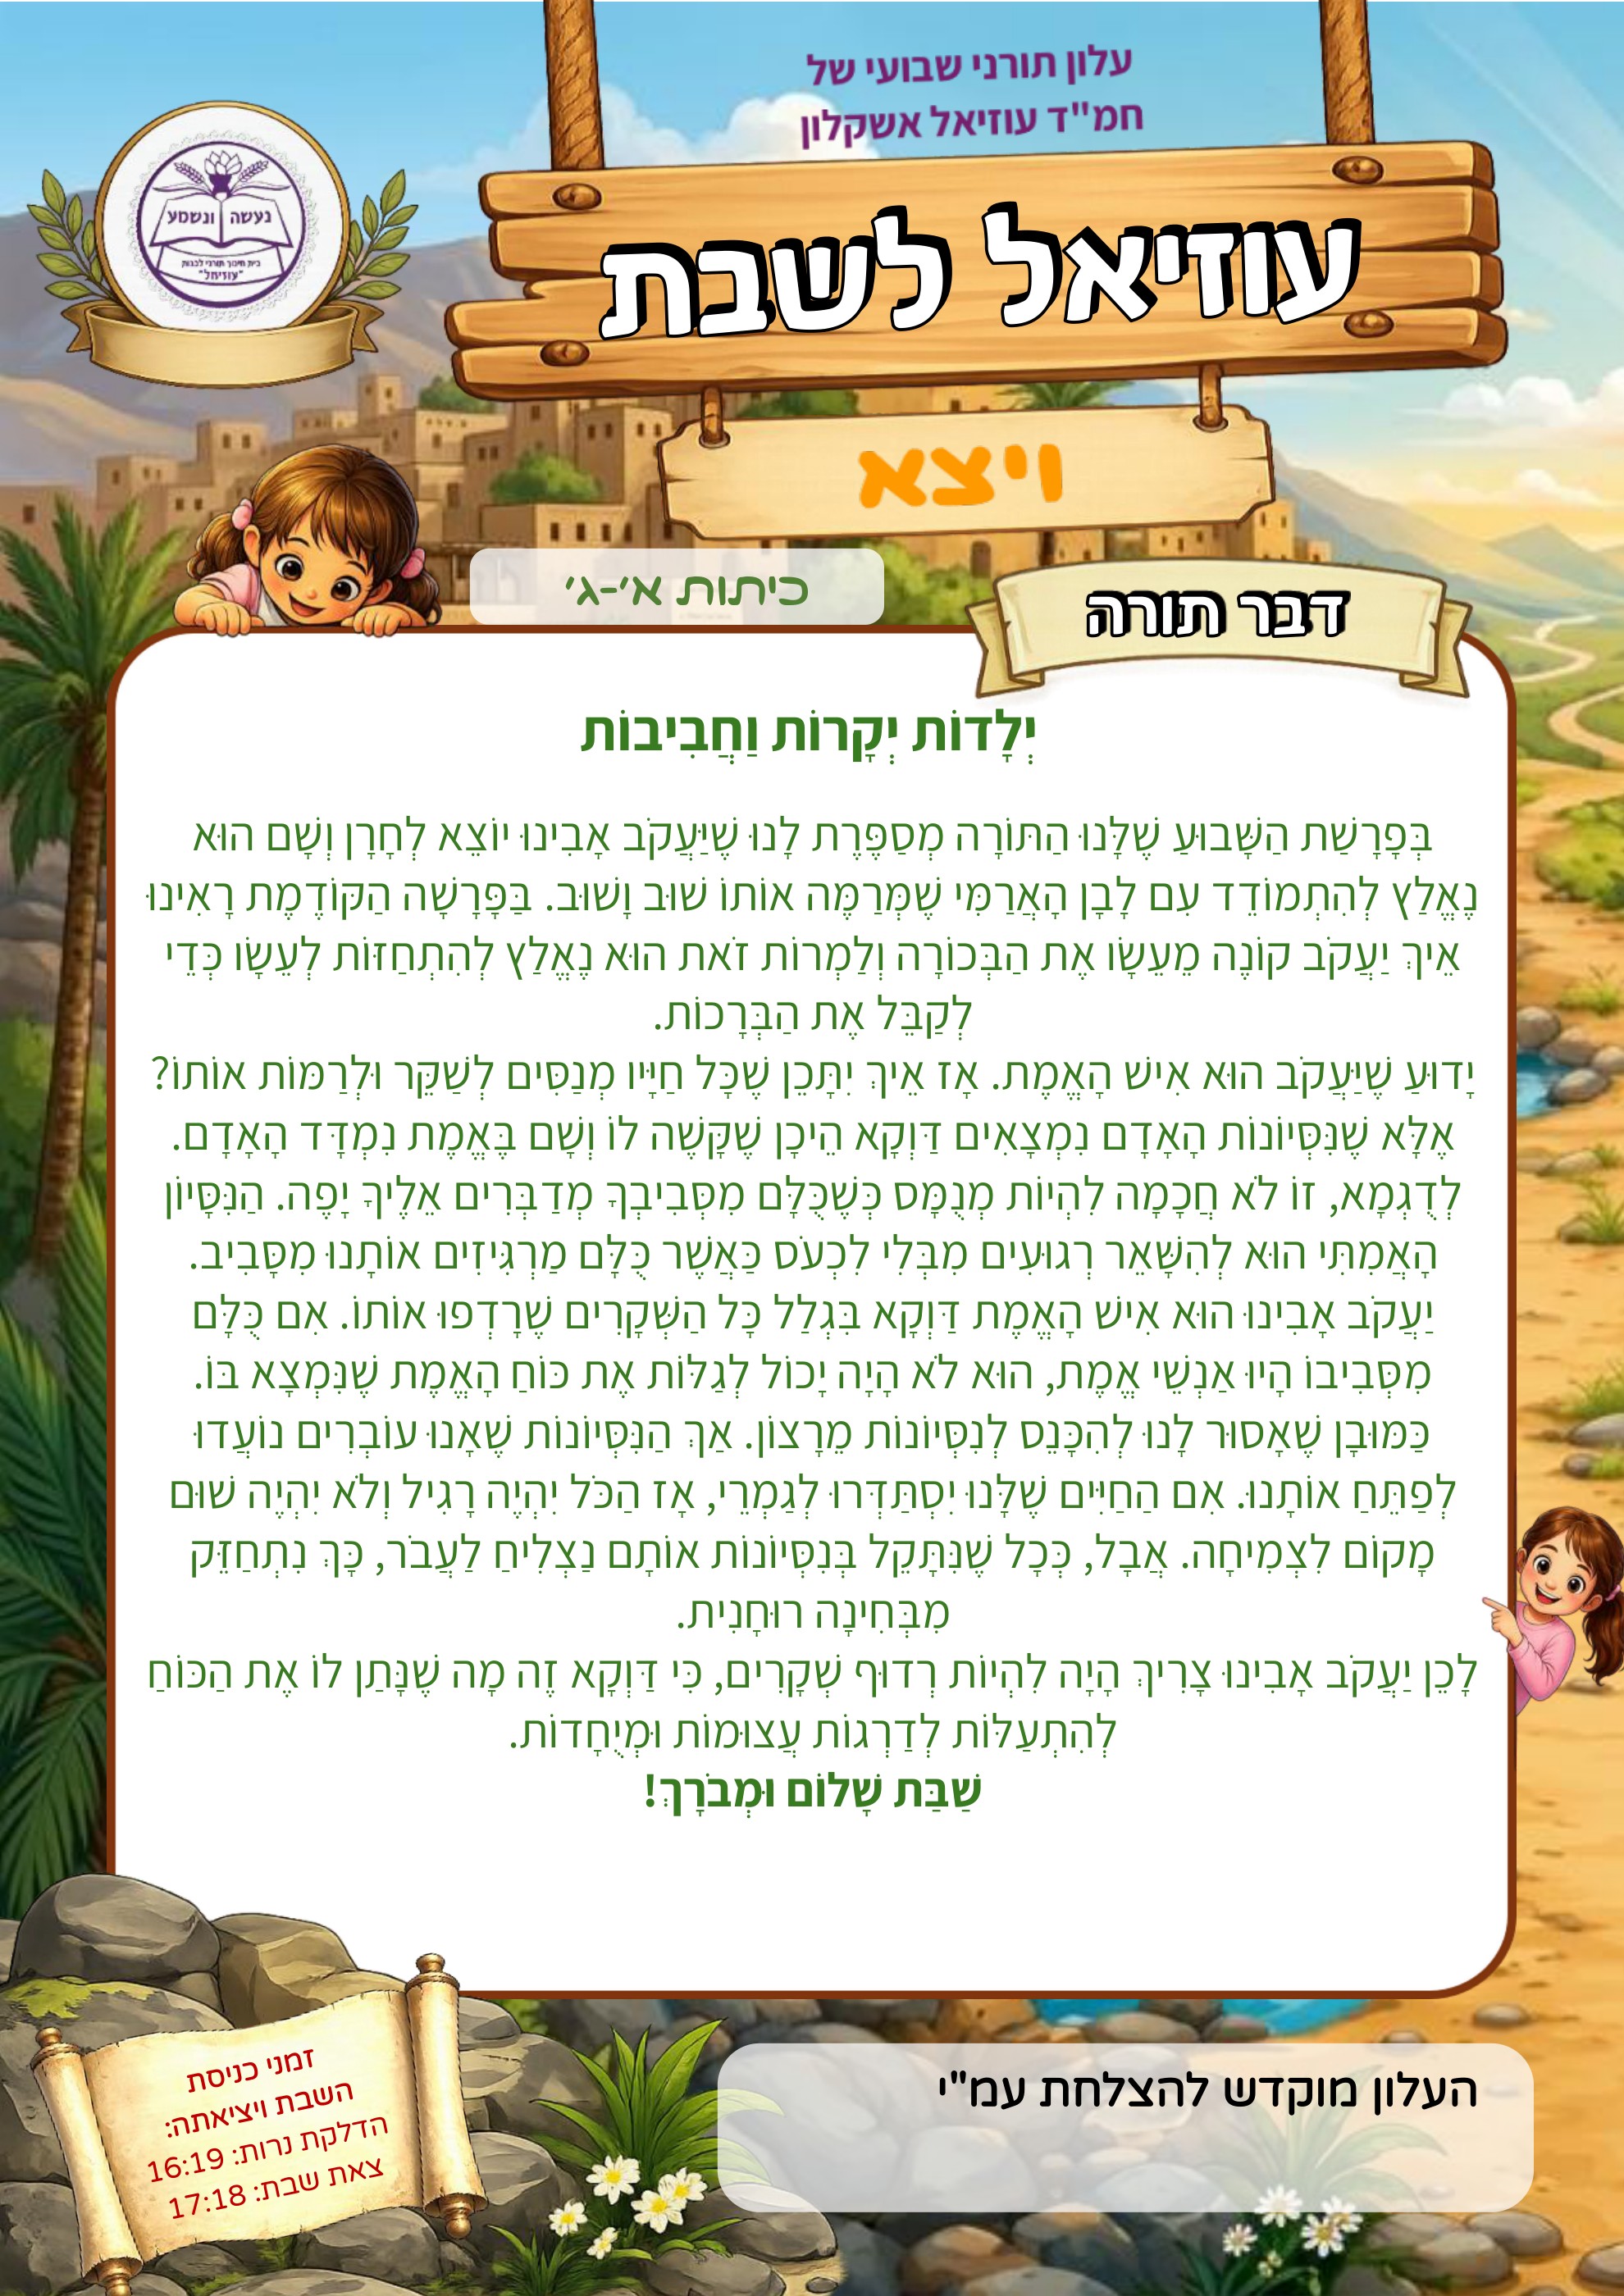 עלון תורני שבועי של
חמ"ד עוזיאל אשקלון
נעשה ונשמע
בית חינוך תורני לבנות
"עוזיאל"
עוזיאל לשבת
ויצא
דבר תורה
כיתות א'-ג'
יְלָדוֹת יְקָרוֹת וַחֲבִיבוֹת
בְּפָרָשַׁת הַשָּׁבוּעַ שֶׁלָּנוּ הַתּוֹרָה מְסַפֶּרֶת לָנוּ שֶׁיַּעֲקֹב אָבִינוּ יוֹצֵא לְחָרָן וְשָׁם הוּא
נֶאֱלַץ לְהִתְמוֹדֵד עִם לָבָן הָאֲרַמִּי שֶׁמְּרַמֶּה אוֹתוֹ שׁוּב וָשׁוּב. בַּפָּרָשָׁה הַקּוֹדֶמֶת רָאִינוּ
אֵיךְ יַעֲקֹב קוֹנֶה מֵעֵשָׂו אֶת הַבְּכוֹרָה וְלַמְרוֹת זֹאת הוּא נֶאֱלַץ לְהִתְחַזּוֹת לְעֵשָׂו כְּדֵי
לְקַבֵּל אֶת הַבְּרָכוֹת.
יָדוּעַ שֶׁיַּעֲקֹב הוּא אִישׁ הָאֱמֶת. אָז אֵיךְ יִתָּכֵן שֶׁכָּל חַיָּיו מְנַסִּים לְשַׁקֵּר וּלְרַמּוֹת אוֹתוֹ?
אֶלָּא שֶׁנִּסְּיוֹנוֹת הָאָדָם נִמְצָאִים דַּוְקָא הֵיכָן שֶׁקָּשֶׁה לוֹ וְשָׁם בֶּאֱמֶת נִמְדָּד הָאָדָם.
לְדֻגְמָא, זוֹ לֹא חֲכָמָה לִהְיוֹת מְנֻמָּס כְּשֶׁכֻּלָּם מִסְּבִיבְךָ מְדַבְּרִים אֵלֶיךָ יָפֶה. הַנִּסָּיוֹן
הָאֲמִתִּי הוּא לְהִשָּׁאֵר רְגוּעִים מִבְּלִי לִכְעֹס כַּאֲשֶׁר כֻּלָּם מַרְגִּיזִים אוֹתָנוּ מִסָּבִיב.
יַעֲקֹב אָבִינוּ הוּא אִישׁ הָאֱמֶת דַּוְקָא בִּגְלַל כָּל הַשְּׁקָרִים שֶׁרָדְפוּ אוֹתוֹ. אִם כֻּלָּם
מִסְּבִיבוֹ הָיוּ אַנְשֵׁי אֱמֶת, הוּא לֹא הָיָה יָכוֹל לְגַלּוֹת אֶת כּוֹחַ הָאֱמֶת שֶׁנִּמְצָא בּוֹ.
כַּמּוּבָן שֶׁאָסוּר לָנוּ לְהִכָּנֵס לְנִסְּיוֹנוֹת מֵרָצוֹן. אַךְ הַנִּסְּיוֹנוֹת שֶׁאָנוּ עוֹבְרִים נוֹעֲדוּ
לְפַתֵּחַ אוֹתָנוּ. אִם הַחַיִּים שֶׁלָּנוּ יִסְתַּדְּרוּ לְגַמְרֵי, אָז הַכֹּל יִהְיֶה רָגִיל וְלֹא יִהְיֶה שׁוּם
מָקוֹם לִצְמִיחָה. אֲבָל, כְּכָל שֶׁנִּתָּקֵל בְּנִסְּיוֹנוֹת אוֹתָם נַצְלִיחַ לַעֲבֹר, כָּךְ נִתְחַזֵּק
מִבְּחִינָה רוּחָנִית.
לָכֵן יַעֲקֹב אָבִינוּ צָרִיךְ הָיָה לִהְיוֹת רְדוּף שְׁקָרִים, כִּי דַּוְקָא זֶה מָה שֶׁנָּתַן לוֹ אֶת הַכּוֹחַ
לְהִתְעַלּוֹת לְדַרְגוֹת עֲצוּמוֹת וּמְיֻחָדוֹת.
שַׁבַּת שָׁלוֹם וּמְבֹרָךְ!
זמני כניסת
השבת ויציאתה:
הדלקת נרות: 16:19
צאת שבת: 17:18
העלון מוקדש להצלחת עמ"י